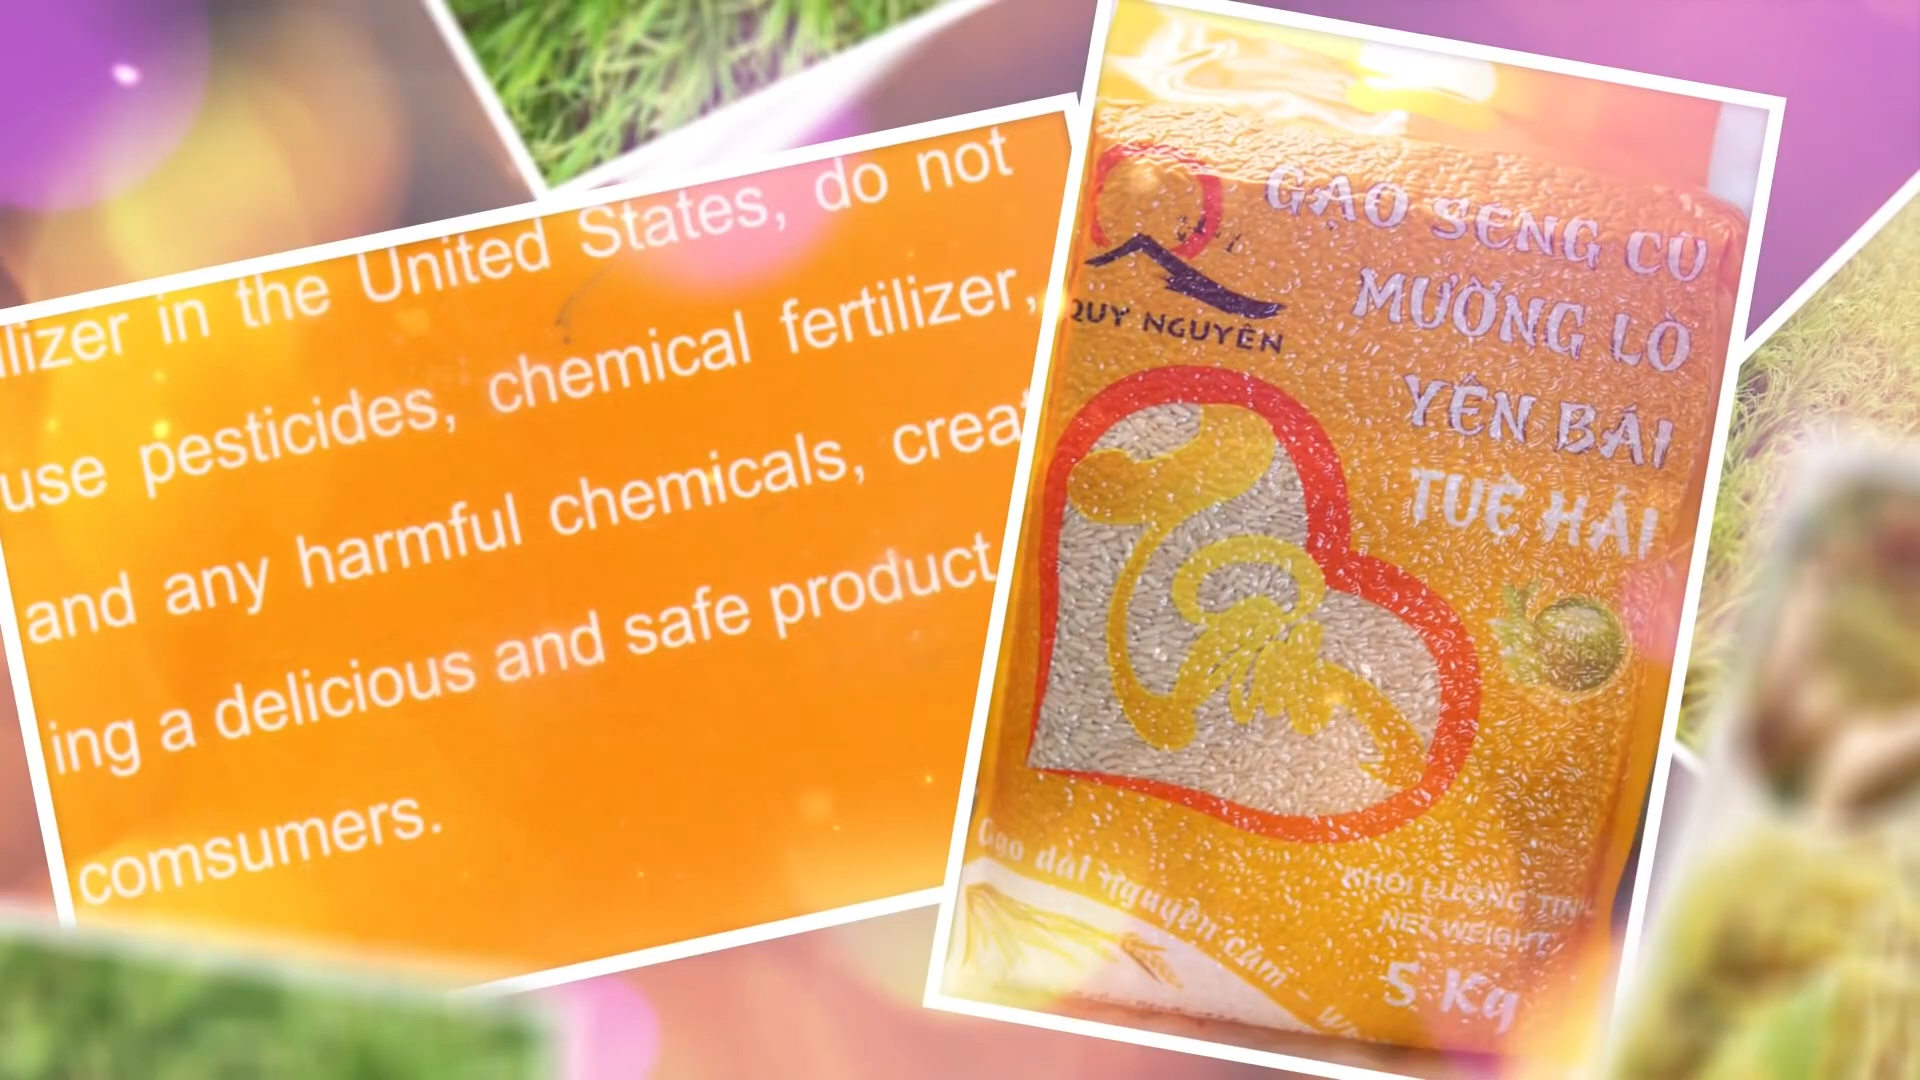 lizer in the United States, do not
use pesticides, chemical fertilizer,
and any harmful chemicals, creat
ing a delicious and safe product
comsumers.
QUY NGUYÊN
GẠO SÉNG CÙ
MƯỜNG LÒ
YÊN BÁI
TUỆ HẢI
Gạo dài nguyên cám -
KHỐI LƯỢNG TỊNH
NET WEIGHT
5 Kg